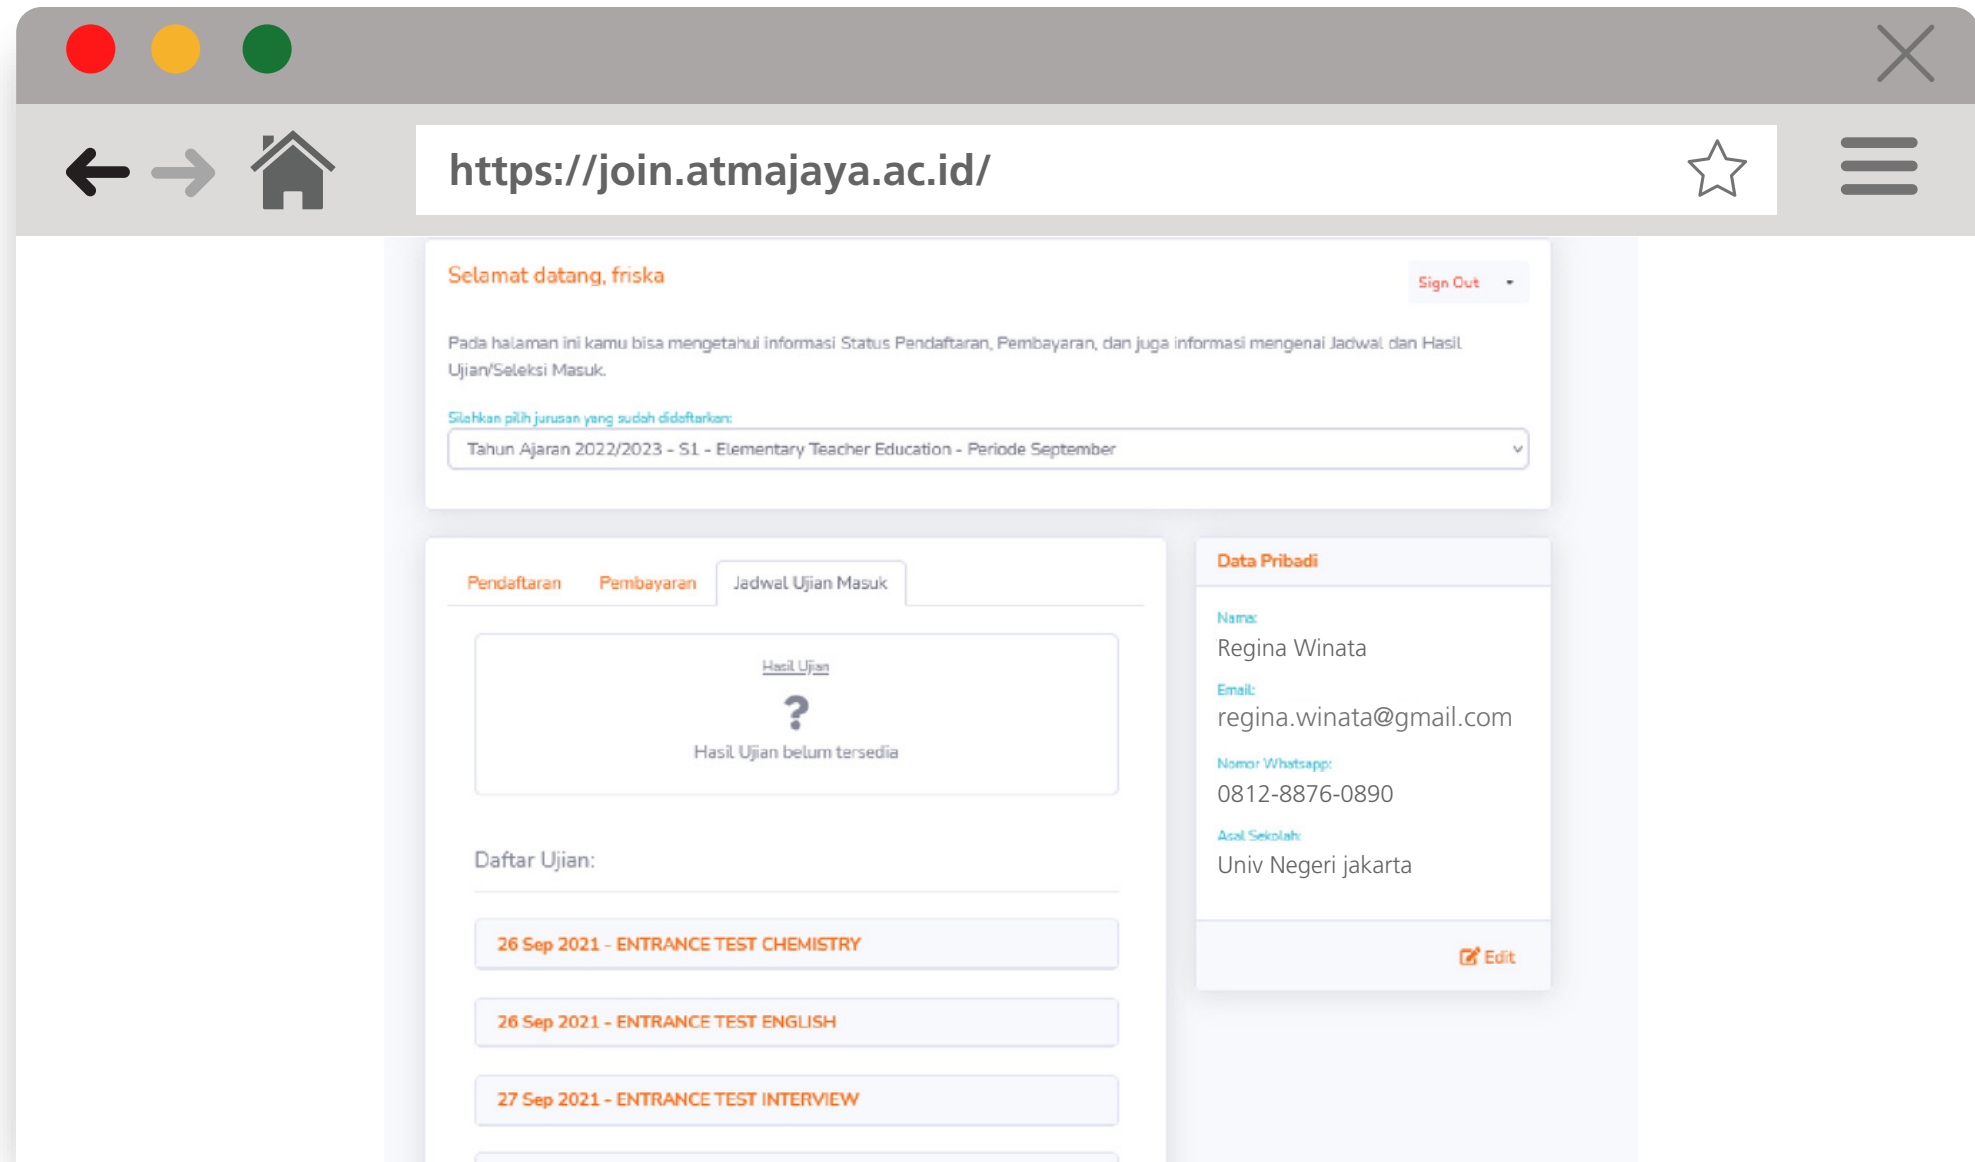 https://join.atmajaya.ac.id/
Selamat datang, friska
Sign Out
Pada halaman ini kamu bisa mengetahui informasi Status Pendaftaran, Pembayaran, dan juga informasi mengenai Jadwal dan Hasil
Ujian/Seleksi Masuk.
Silahkan pilih jurusan yang sudah didaftarkan:
Tahun Ajaran 2022/2023 - S1 - Elementary Teacher Education - Periode September
Pendaftaran
Pembayaran
Jadwal Ujian Masuk
Hasil Ujian
?
Hasil Ujian belum tersedia
Daftar Ujian:
26 Sep 2021 - ENTRANCE TEST CHEMISTRY
26 Sep 2021 - ENTRANCE TEST ENGLISH
27 Sep 2021 - ENTRANCE TEST INTERVIEW
Data Pribadi
Nama:
Regina Winata
Email:
regina.winata@gmail.com
Nomor Whatsapp:
0812-8876-0890
Asal Sekolah:
Univ Negeri jakarta
Edit